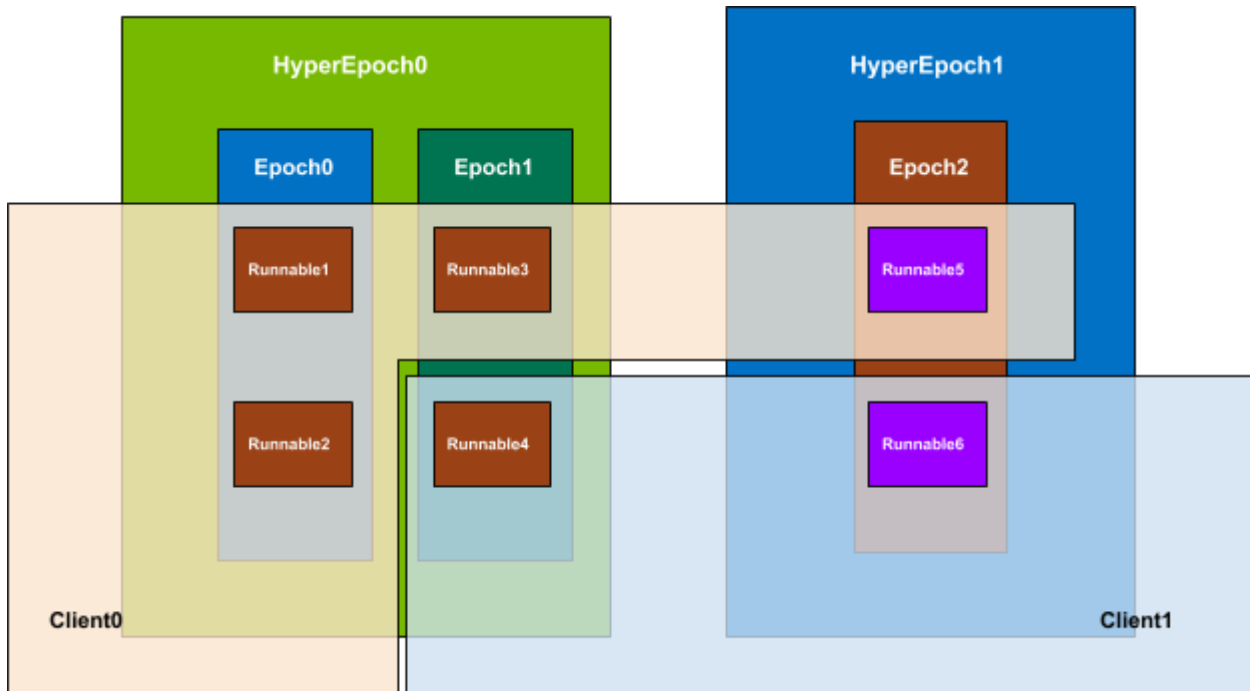 HyperEpoch0
HyperEpoch1
Epoch0
Epoch1
Epoch2
Runnable1
Runnable3
Runnable5
Runnable2
Runnable4
Runnable6
Client0
Client1